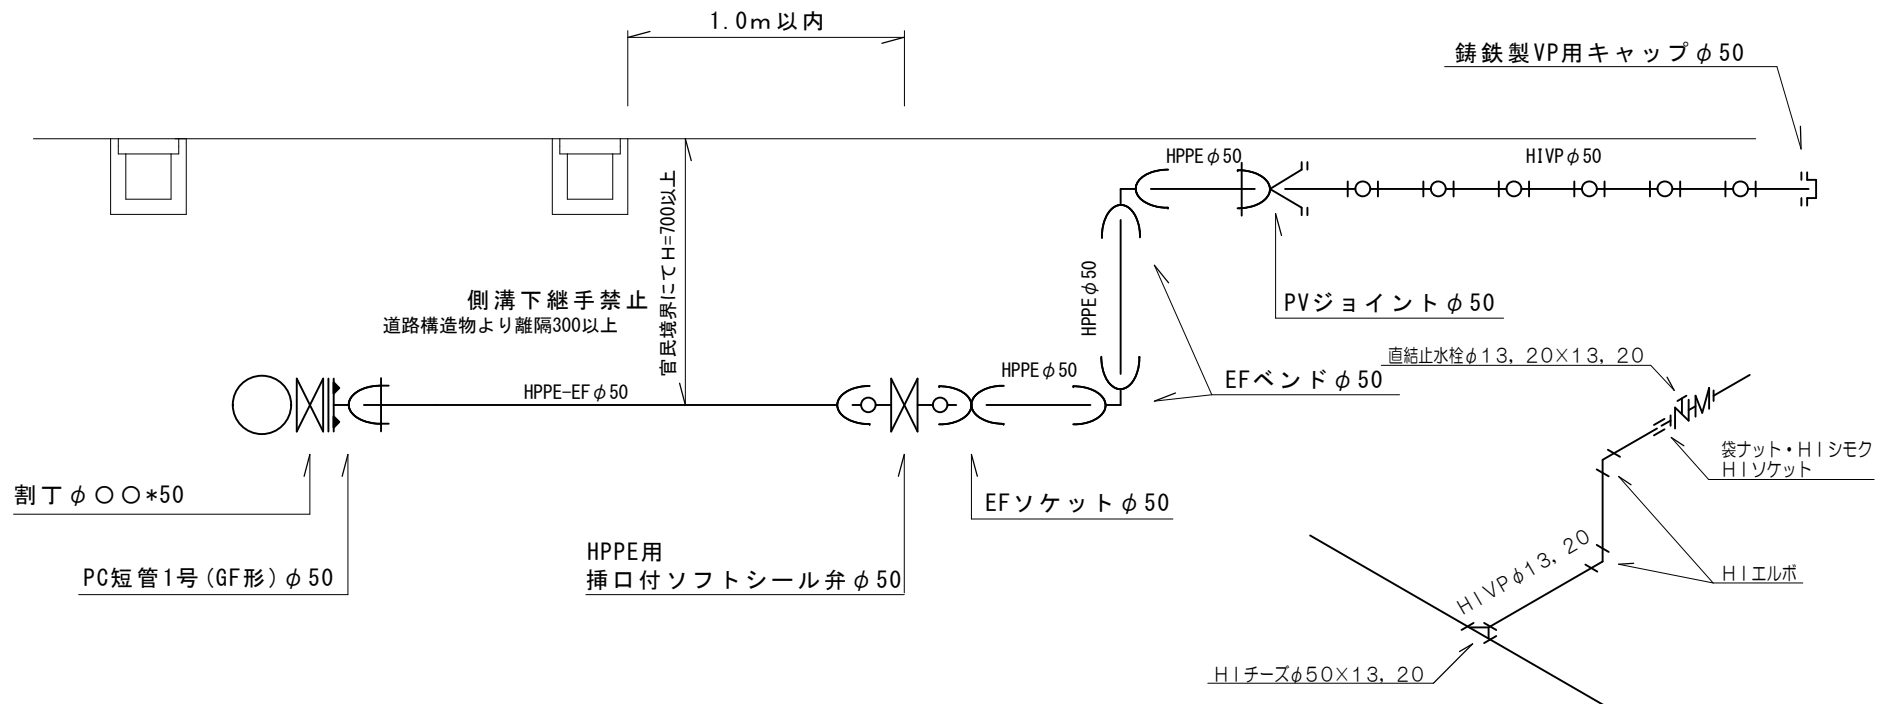 1.0m以内
鋳鉄製VP用キャップφ50
HPPEφ50
HIVPφ50
官民境界にてH=700以上
側溝下継手禁止
道路構造物より離隔300以上
HPPEφ50
PVジョイントφ50
直結止水栓φ13, 20×13, 20
HPPE-EFφ50
HPPEφ50
EFベンドφ50
袋ナット・HIシモク
HIソケット
割丁φ〇〇*50
EFソケットφ50
HPPE用
挿口付ソフトシール弁φ50
PC短管1号(GF形)φ50
HIVPφ13, 20
HIエルボ
HIチーズφ50×13, 20